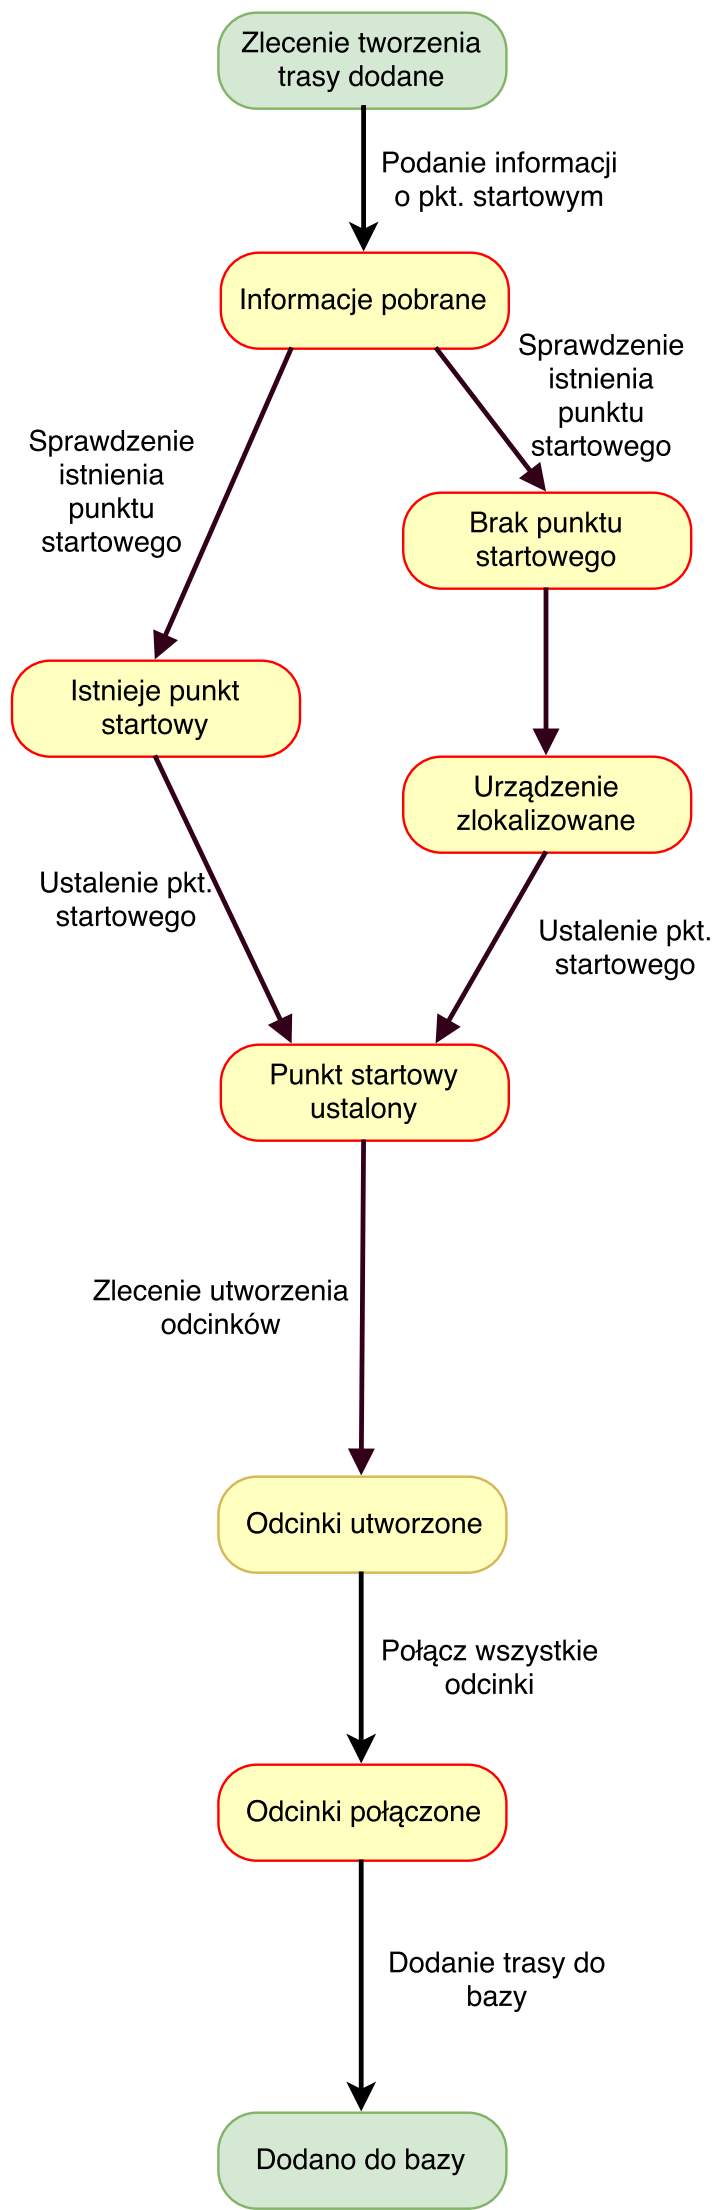 Zlecenie tworzenia
trasy dodane
Podanie informacji
o pkt. startowym
Informacje pobrane
Sprawdzenie
istnienia
punktu
startowego
Sprawdzenie
istnienia
punktu
startowego
Brak punktu
startowego
Istnieje punkt
startowy
Urządzenie
zlokalizowane
Ustalenie pkt.
startowego
Ustalenie pkt.
startowego
Punkt startowy
ustalony
Zlecenie utworzenia
odcinków
Odcinki utworzone
Połącz wszystkie
odcinki
Odcinki połączone
Dodanie trasy do
bazy
Dodano do bazy